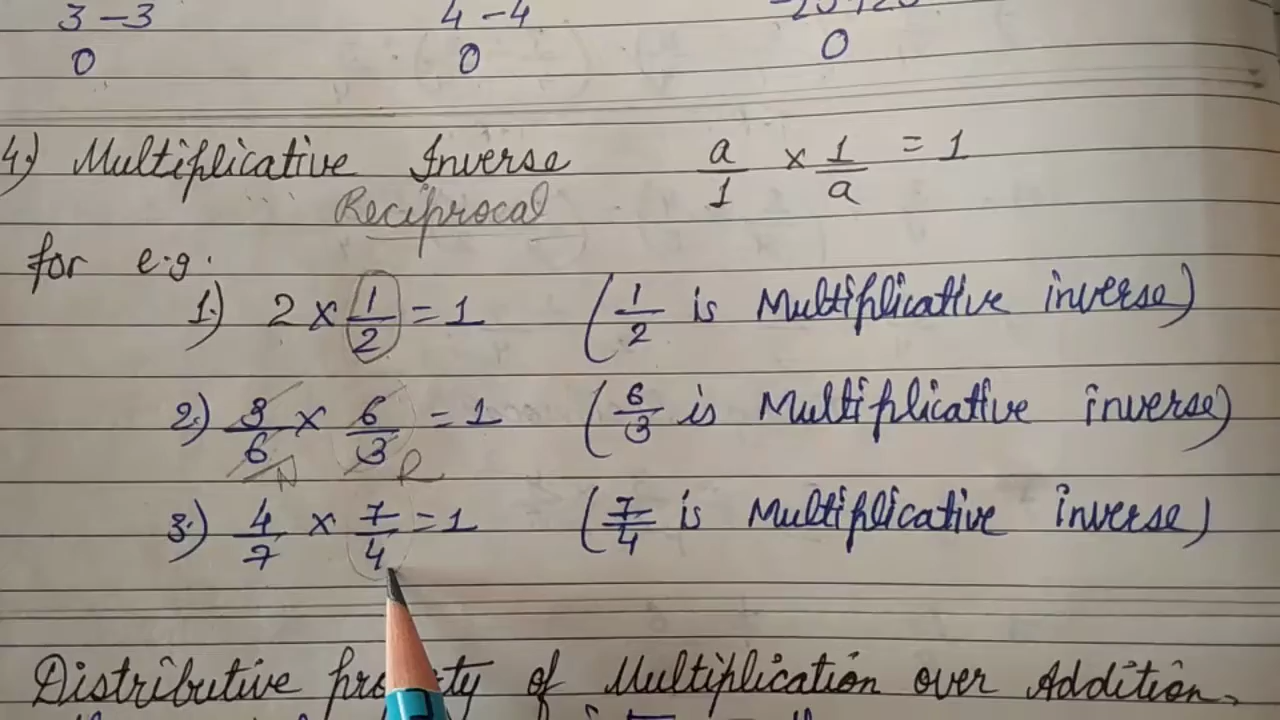 3 - 3 4 - 4
0 0 0
4) Multiplicative Inverse a/1 × 1/a = 1
Reciprocal
for e.g.
1.) 2 × 1/2 = 1 (1/2 is Multiplicative inverse)
2.) 3/6 × 6/3 = 1 (6/3 is Multiplicative inverse)
N R
3.) 4/7 × 7/4 = 1 (7/4 is Multiplicative inverse)
Distributive of Multiplication over Addition.